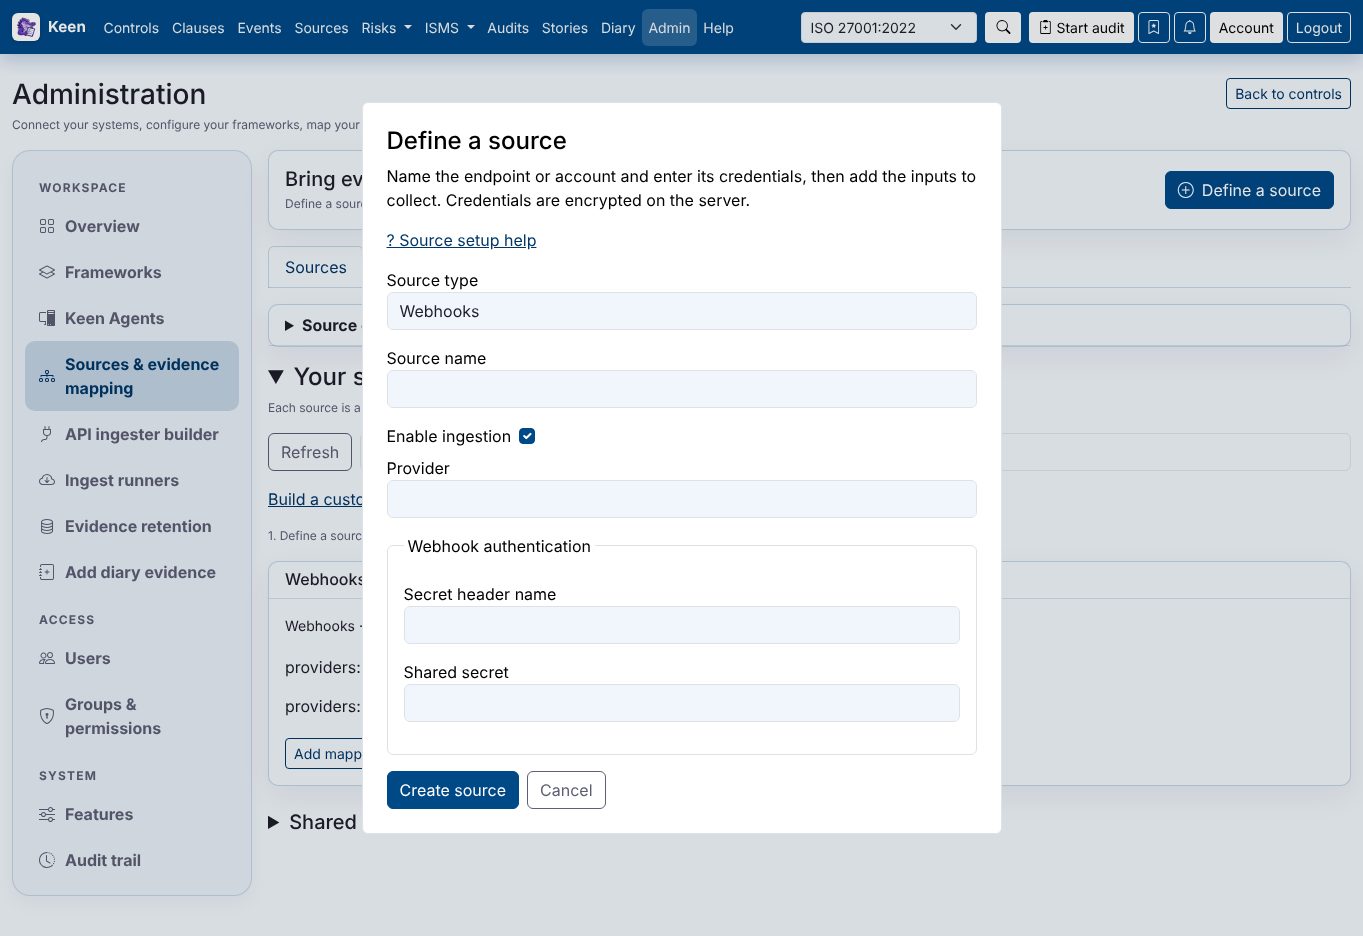 Keen Controls Clauses Events Sources Risks ISMS Audits Stories Diary Admin Help ISO 27001:2022 Start audit Account Logout
Administration
Back to controls
Connect your systems, configure your frameworks, map your
WORKSPACE
Overview
Frameworks
Keen Agents
Sources & evidence
mapping
API ingester builder
Ingest runners
Evidence retention
Add diary evidence
ACCESS
Users
Groups &
permissions
SYSTEM
Features
Audit trail
Bring
Define a source
Define a
Sources
Source
Your
Each source is a
Refresh
Build a
1. Define a
Webhooks
Webhooks
providers:
providers:
Add
Shared
Define a source
Name the endpoint or account and enter its credentials, then add the inputs to
collect. Credentials are encrypted on the server.
? Source setup help
Source type
Webhooks
Source name
Enable ingestion
Provider
Webhook authentication
Secret header name
Shared secret
Create source Cancel